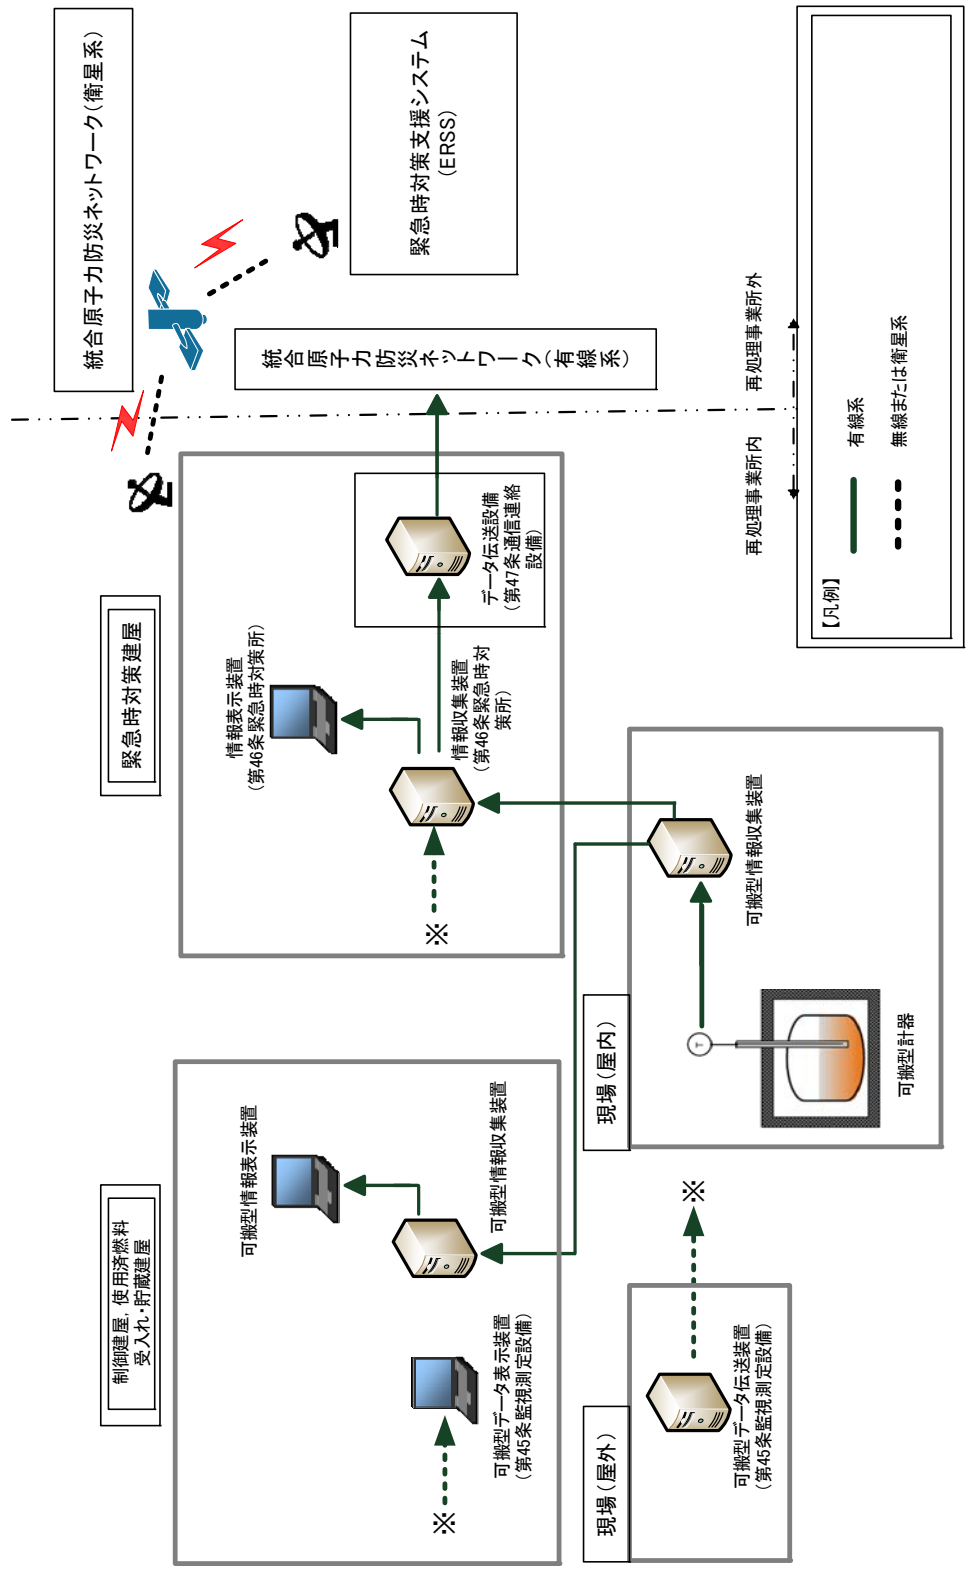 制御建屋，使用済燃料
受入れ・貯蔵建屋
可搬型情報表示装置
可搬型情報収集装置
可搬型データ表示装置
（第45条監視測定設備）
※
緊急時対策建屋
情報表示装置
（第46条緊急時対策所）
情報収集装置
（第46条緊急時対
策所）
※
データ伝送設備
（第47条通信連絡
設備）
統合原子力防災ネットワーク（衛星系）
統合原子力防災ネットワーク（有線系）
緊急時対策支援システム
（ERSS）
現場（屋外）
可搬型データ伝送装置
（第45条監視測定設備）
※
現場（屋内）
T
可搬型計器
可搬型情報収集装置
再処理事業所内
再処理事業所外
【凡例】
有線系
無線または衛星系